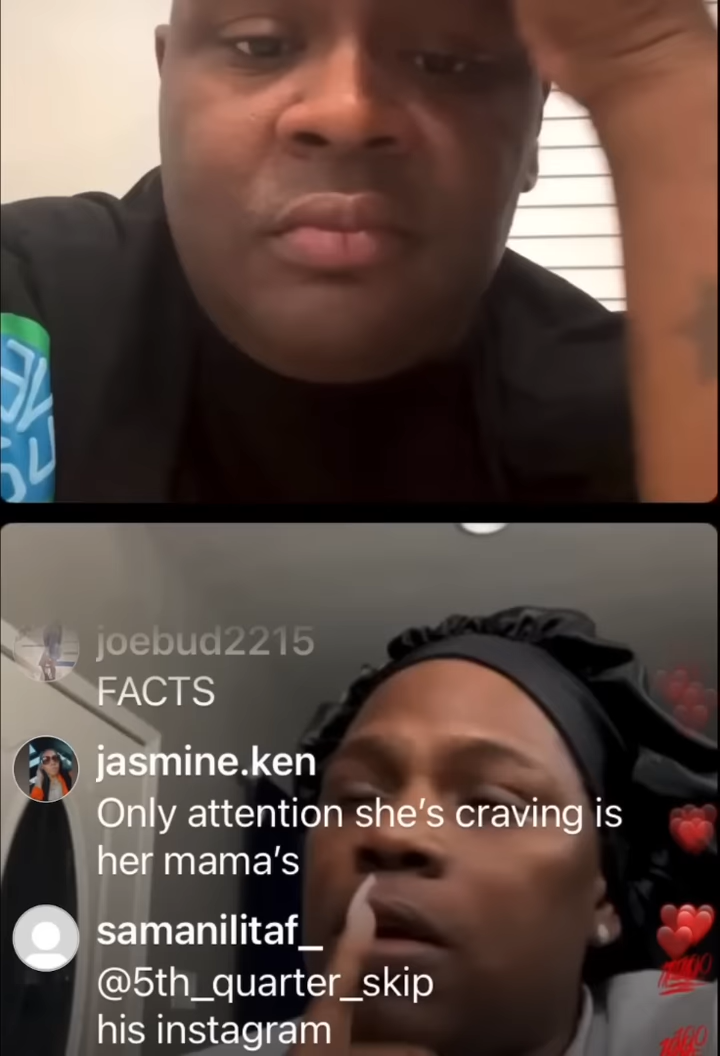 joebud2215
FACTS
jasmine.ken
Only attention she's craving is
her mama's
samanilitaf_
@5th_quarter_skip
his instagram